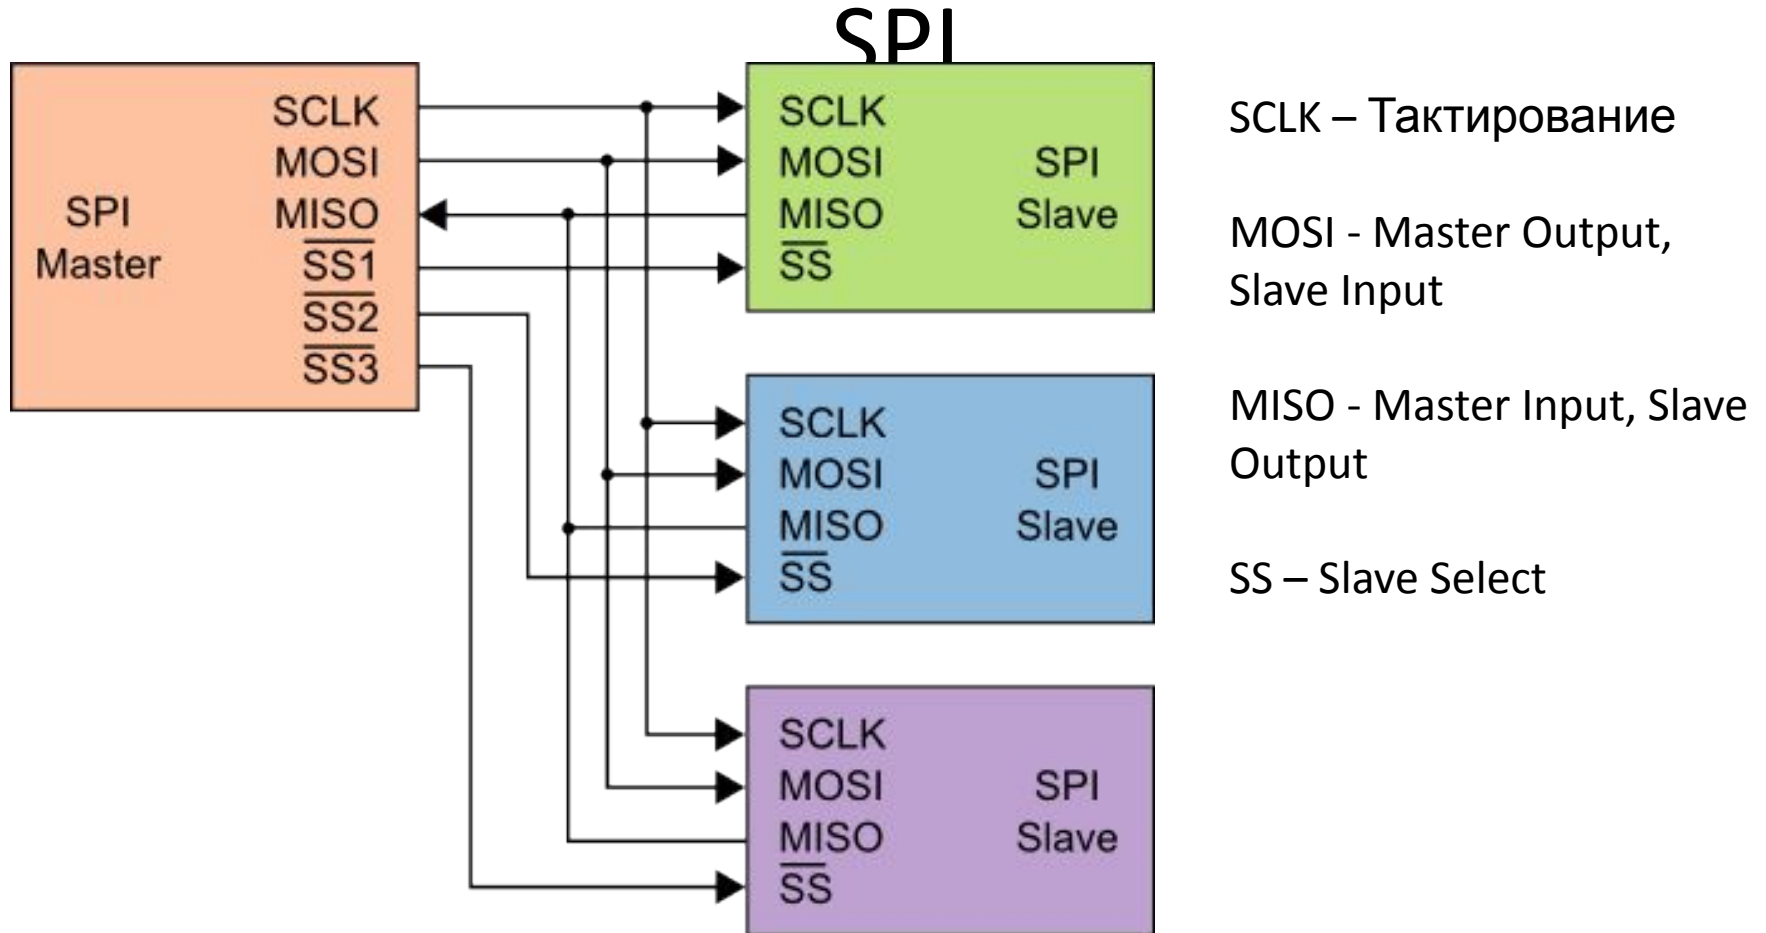 SPI
SCLK
MOSI
MISO
SS1
SS2
SS3
SPI
Master
SCLK
MOSI
MISO
SS
SPI
Slave
SCLK
MOSI
MISO
SS
SPI
Slave
SCLK
MOSI
MISO
SS
SPI
Slave
SCLK – Тактирование
MOSI - Master Output,
Slave Input
MISO - Master Input, Slave
Output
SS – Slave Select